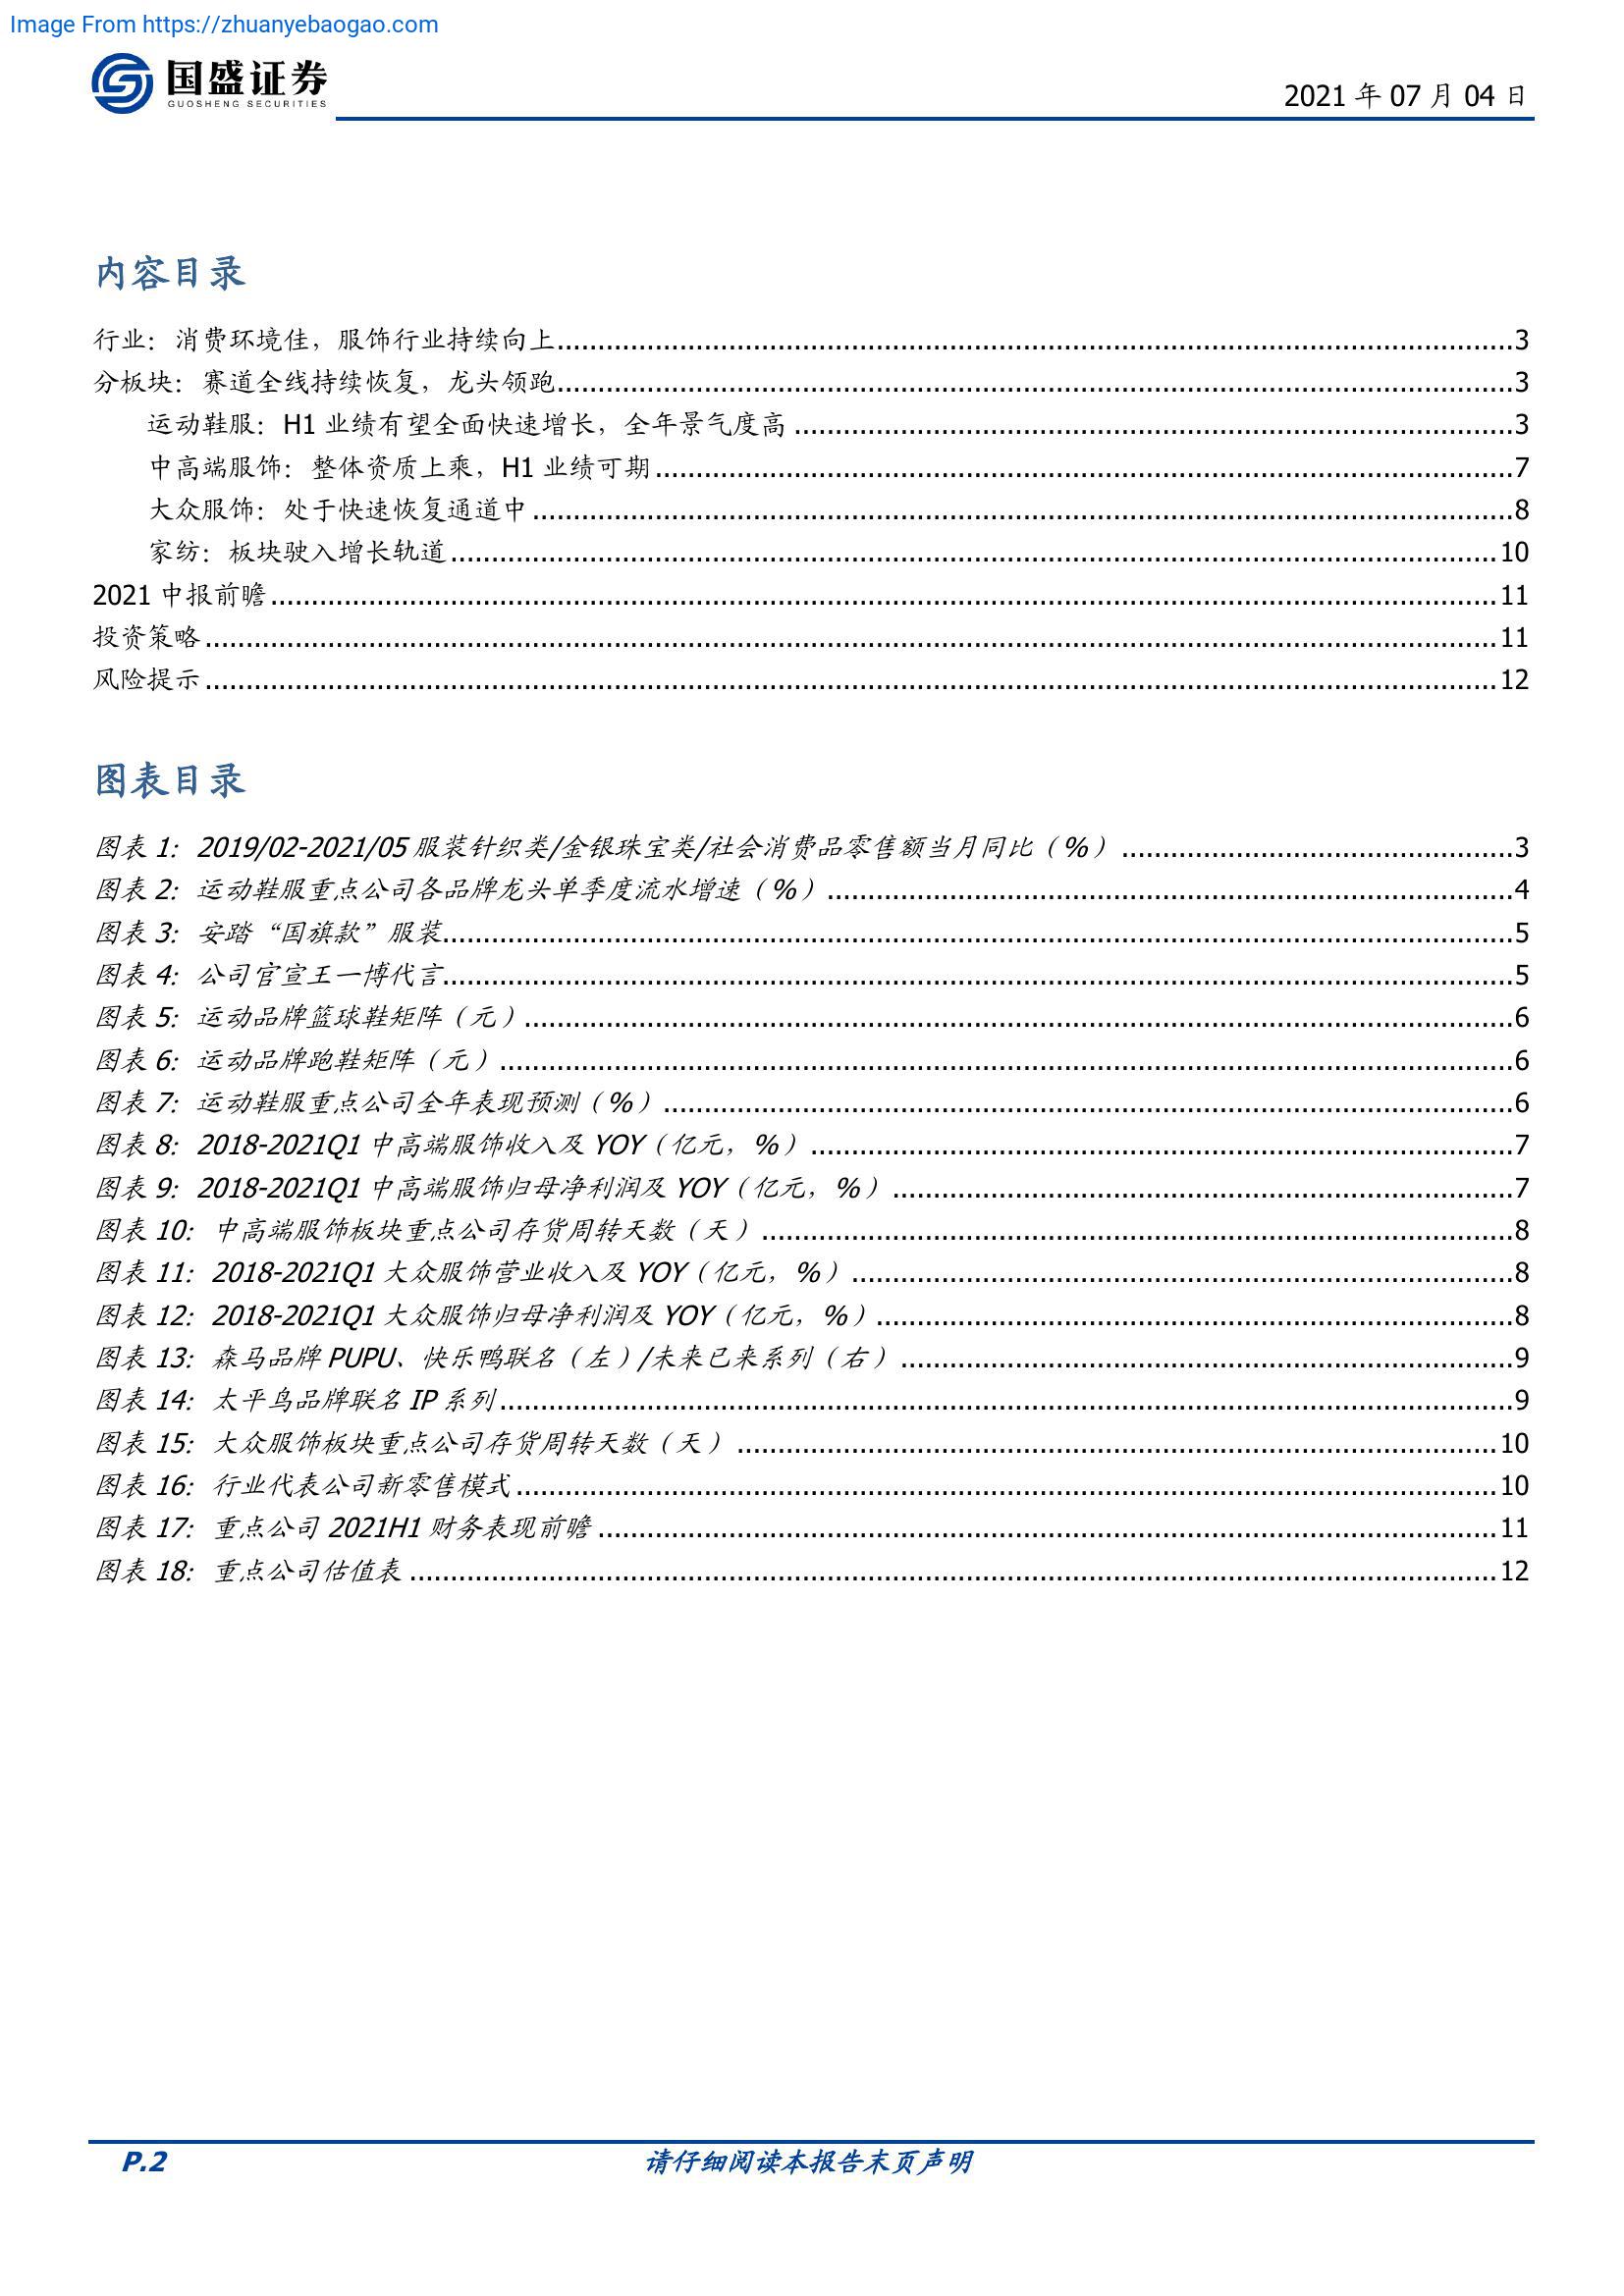 Image From https://zhuanyebaogao.com
国盛证券
GUOSHENG SECURITIES
2021 年 07 月 04 日
内容目录
行业：消费环境佳，服饰行业持续向上......3
分板块：赛道全线持续恢复，龙头领跑......3
运动鞋服：H1 业绩有望全面快速增长，全年景气度高......3
中高端服饰：整体资质上乘，H1 业绩可期......7
大众服饰：处于快速恢复通道中......8
家纺：板块驶入增长轨道......10
2021 中报前瞻......11
投资策略......11
风险提示......12
图表目录
图表 1：2019/02-2021/05 服装针织类/金银珠宝类/社会消费品零售额当月同比（%）......3
图表 2：运动鞋服重点公司各品牌龙头单季度流水增速（%）......4
图表 3：安踏“国旗款”服装......5
图表 4：公司官宣王一博代言......5
图表 5：运动品牌篮球鞋矩阵（元）......6
图表 6：运动品牌跑鞋矩阵（元）......6
图表 7：运动鞋服重点公司全年表现预测（%）......6
图表 8：2018-2021Q1 中高端服饰收入及 YOY（亿元，%）......7
图表 9：2018-2021Q1 中高端服饰归母净利润及 YOY（亿元，%）......7
图表 10：中高端服饰板块重点公司存货周转天数（天）......8
图表 11：2018-2021Q1 大众服饰营业收入及 YOY（亿元，%）......8
图表 12：2018-2021Q1 大众服饰归母净利润及 YOY（亿元，%）......8
图表 13：森马品牌 PUPU、快乐鸭联名（左）/未来已来系列（右）......9
图表 14：太平鸟品牌联名 IP 系列......9
图表 15：大众服饰板块重点公司存货周转天数（天）......10
图表 16：行业代表公司新零售模式......10
图表 17：重点公司 2021H1 财务表现前瞻......11
图表 18：重点公司估值表......12
P.2
请仔细阅读本报告末页声明